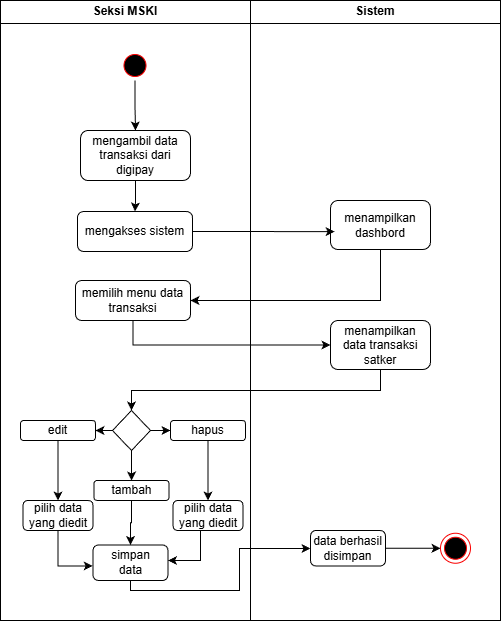 Seksi MSKI
Sistem
mengambil data
transaksi dari
digipay
mengakses sistem
menampilkan
dashbord
memilih menu data
transaksi
menampilkan
data transaksi
satker
edit
hapus
tambah
pilih data
yang diedit
pilih data
yang diedit
simpan
data
data berhasil
disimpan